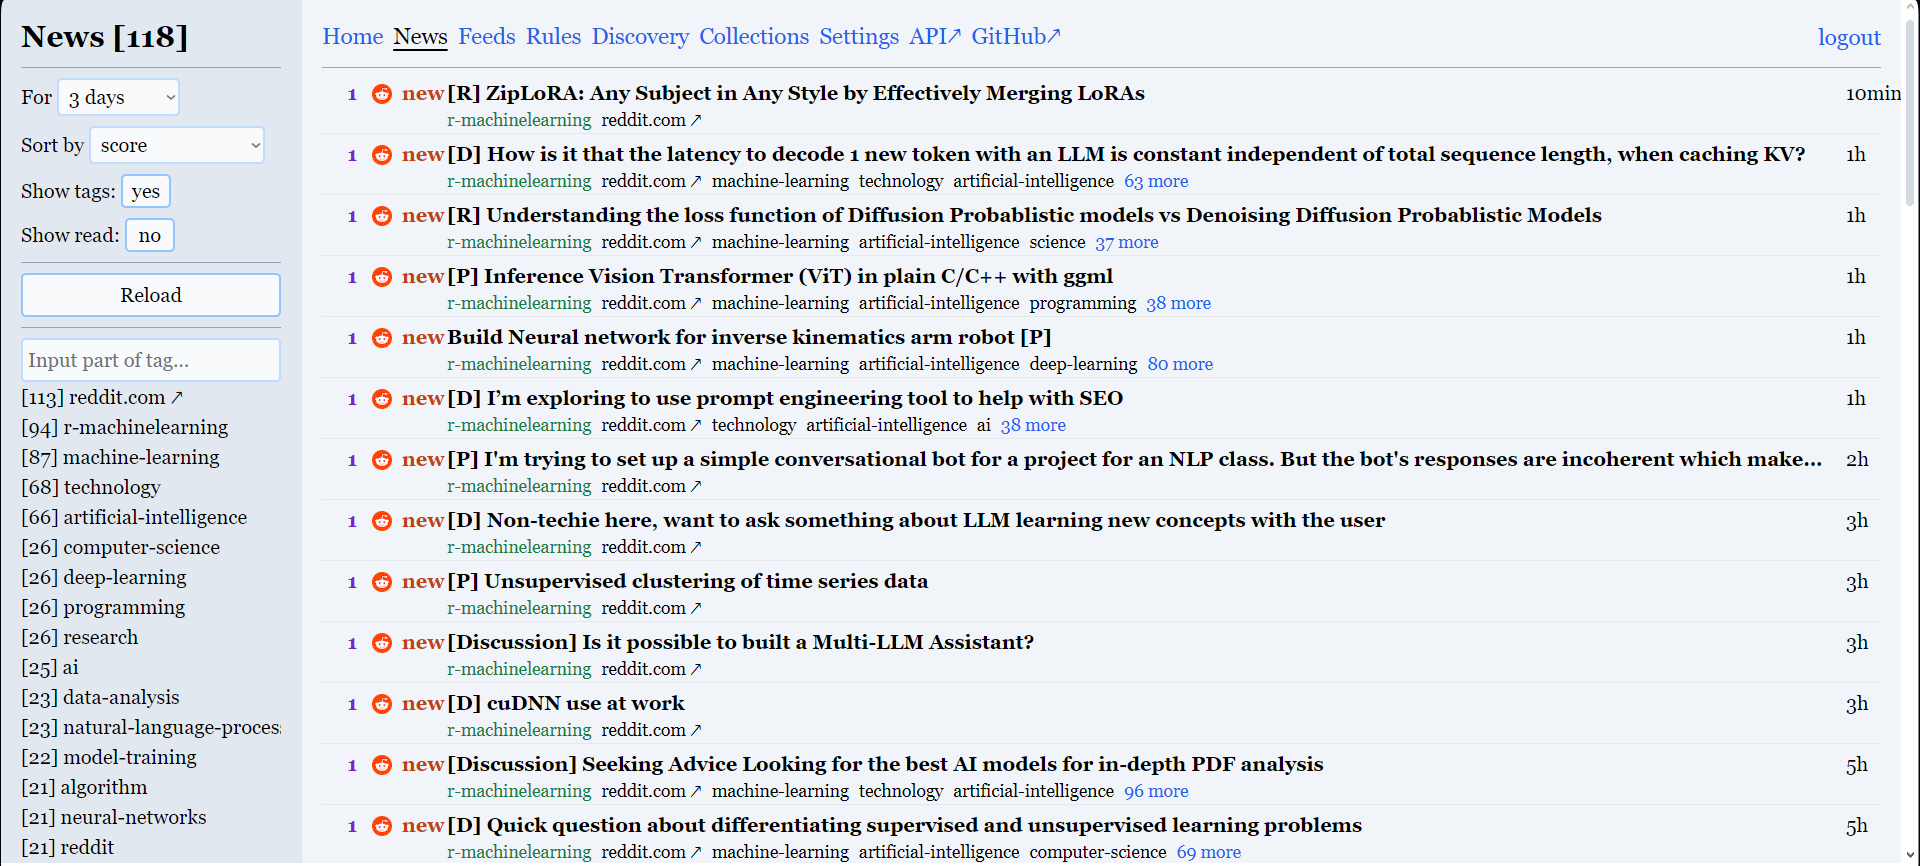 News [118]
For 3 days
Sort by score
Show tags: yes
Show read: no
Reload
Input part of tag...
[113] reddit.com ↗
[94] r-machinelearning
[87] machine-learning
[68] technology
[66] artificial-intelligence
[26] computer-science
[26] deep-learning
[26] programming
[26] research
[25] ai
[23] data-analysis
[23] natural-language-proces
[22] model-training
[21] algorithm
[21] neural-networks
[21] reddit
Home News Feeds Rules Discovery Collections Settings API↗ GitHub↗ logout
1 new [R] ZipLoRA: Any Subject in Any Style by Effectively Merging LoRAs 10min
r-machinelearning reddit.com ↗
1 new [D] How is it that the latency to decode 1 new token with an LLM is constant independent of total sequence length, when caching KV? 1h
r-machinelearning reddit.com ↗ machine-learning technology artificial-intelligence 63 more
1 new [R] Understanding the loss function of Diffusion Probablistic models vs Denoising Diffusion Probablistic Models 1h
r-machinelearning reddit.com ↗ machine-learning artificial-intelligence science 37 more
1 new [P] Inference Vision Transformer (ViT) in plain C/C++ with ggml 1h
r-machinelearning reddit.com ↗ machine-learning artificial-intelligence programming 38 more
1 new Build Neural network for inverse kinematics arm robot [P] 1h
r-machinelearning reddit.com ↗ machine-learning artificial-intelligence deep-learning 80 more
1 new [D] I’m exploring to use prompt engineering tool to help with SEO 1h
r-machinelearning reddit.com ↗ technology artificial-intelligence ai 38 more
1 new [P] I'm trying to set up a simple conversational bot for a project for an NLP class. But the bot's responses are incoherent which make... 2h
r-machinelearning reddit.com ↗
1 new [D] Non-techie here, want to ask something about LLM learning new concepts with the user 3h
r-machinelearning reddit.com ↗
1 new [P] Unsupervised clustering of time series data 3h
r-machinelearning reddit.com ↗
1 new [Discussion] Is it possible to built a Multi-LLM Assistant? 3h
r-machinelearning reddit.com ↗
1 new [D] cuDNN use at work 3h
r-machinelearning reddit.com ↗
1 new [Discussion] Seeking Advice Looking for the best AI models for in-depth PDF analysis 5h
r-machinelearning reddit.com ↗ machine-learning technology artificial-intelligence 96 more
1 new [D] Quick question about differentiating supervised and unsupervised learning problems 5h
r-machinelearning reddit.com ↗ machine-learning artificial-intelligence computer-science 69 more